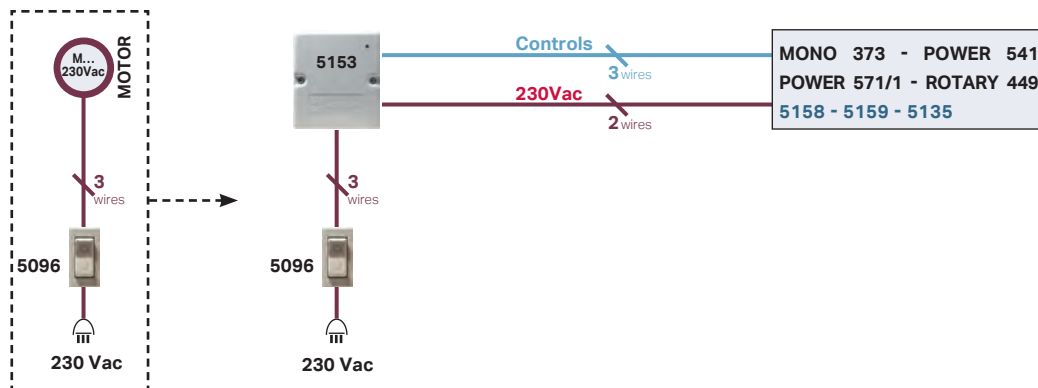 M...
230Vac
MOTOR
3
wires
5096
230 Vac
5153
Controls
3 wires
230Vac
2 wires
3
wires
5096
230 Vac
MONO 373 - POWER 541
POWER 571/1 - ROTARY 449
5158 - 5159 - 5135